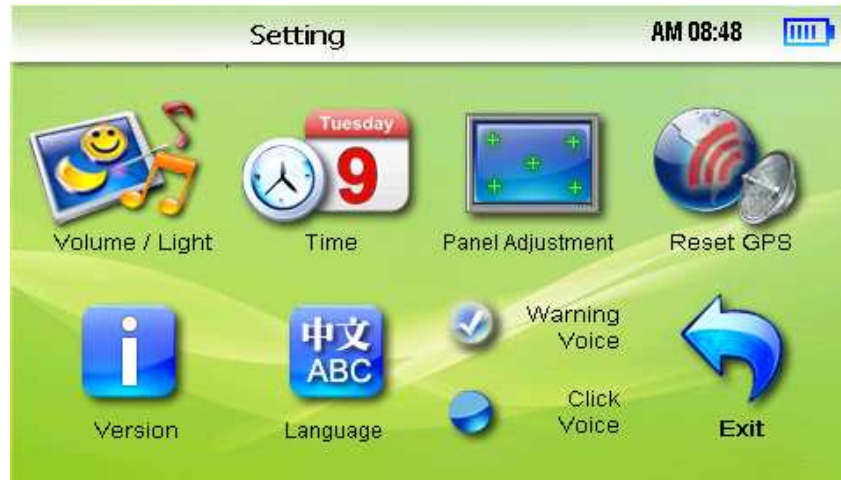 Setting
AM 08:48
Tuesday
9
Volume / Light
Time
Panel Adjustment
Reset GPS
i
中文
ABC
Warning
Voice
Click
Voice
Version
Language
Exit